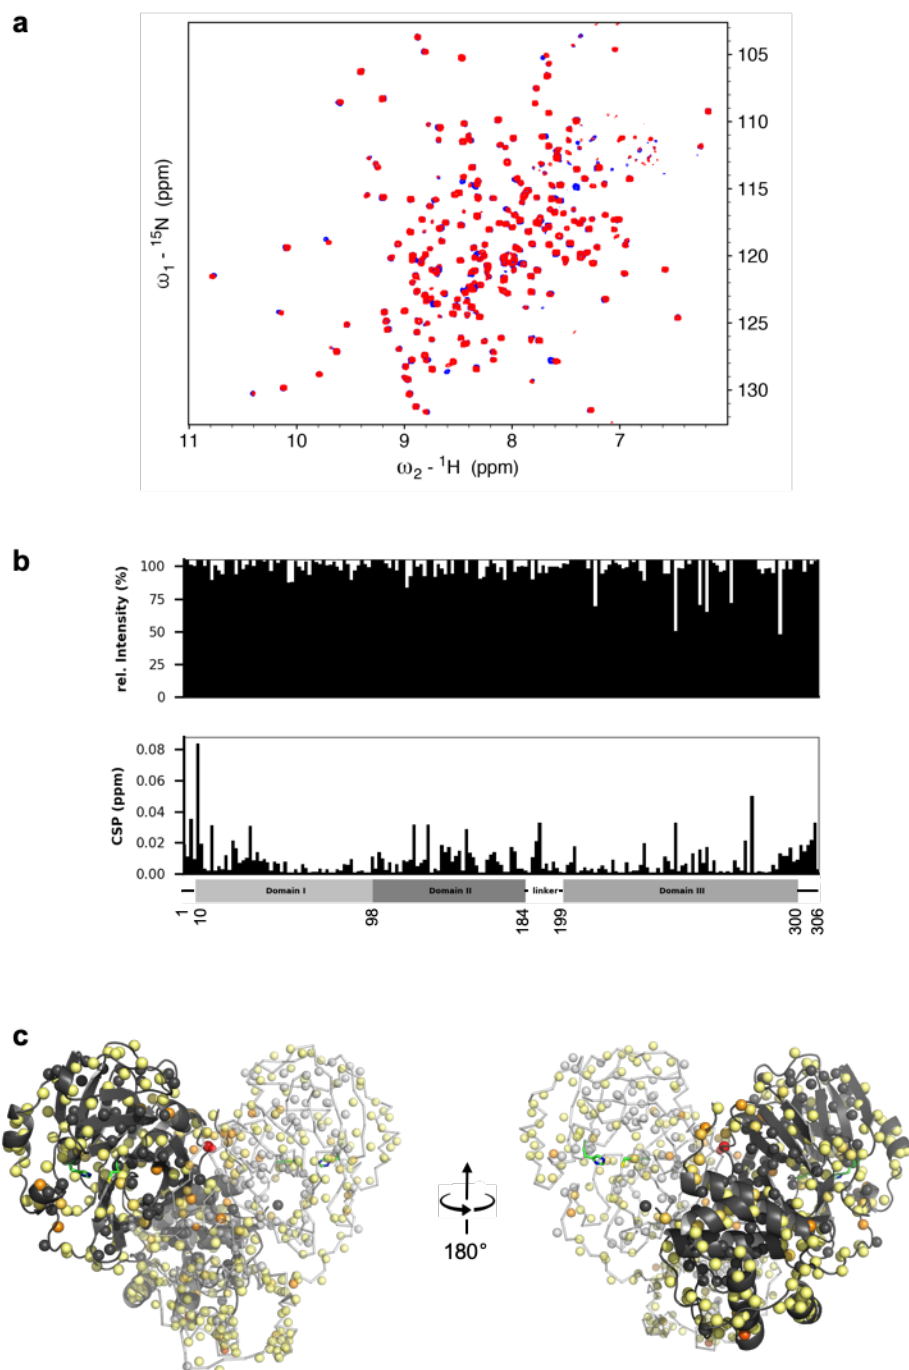 a
105
110
115
120
125
130
ω₁ - ¹⁵N (ppm)
11 10 9 8 7
ω₂ - ¹H (ppm)
b
100
75
50
25
0
rel. Intensity (%)
0.08
0.06
0.04
0.02
0.00
CSP (ppm)
Domain I Domain II linker Domain III
1 10 98 184 199 300 306
c
180°